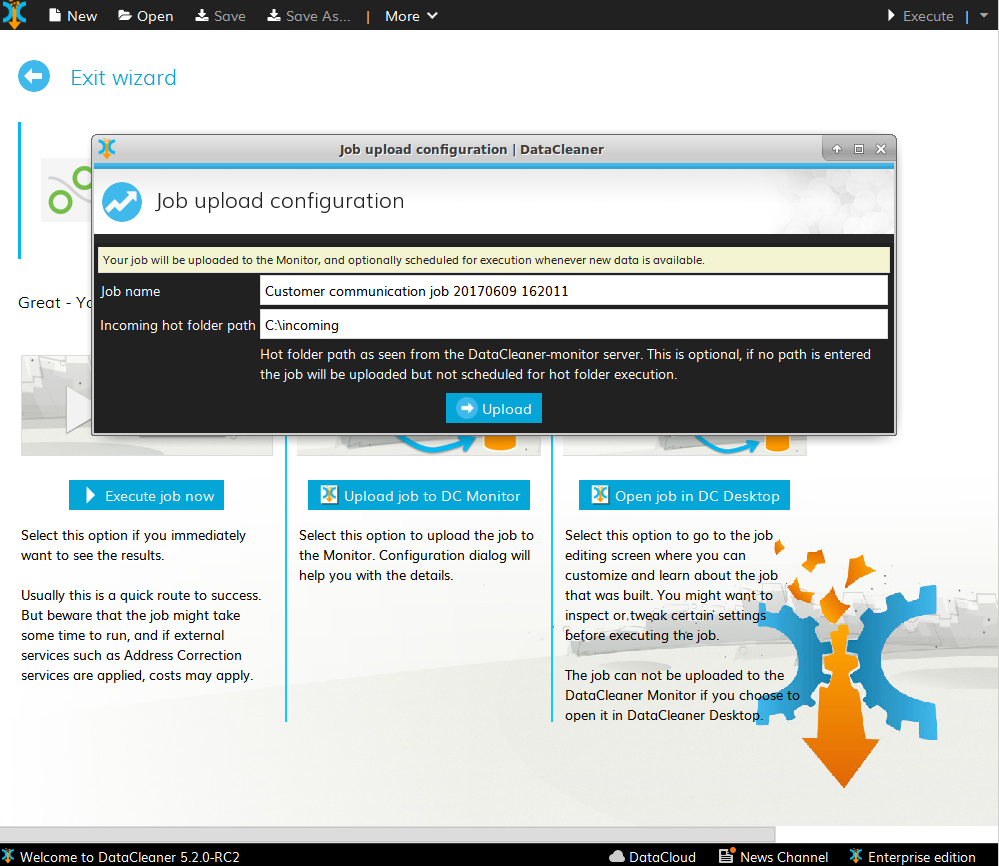 New Open Save Save As... | More Execute |
Exit wizard
Job upload configuration | DataCleaner
Job upload configuration
Your job will be uploaded to the Monitor, and optionally scheduled for execution whenever new data is available.
Job name Customer communication job 20170609 162011
Incoming hot folder path C:\incoming
Hot folder path as seen from the DataCleaner-monitor server. This is optional, if no path is entered
the job will be uploaded but not scheduled for hot folder execution.
Upload
Great -
Execute job now
Select this option if you immediately
want to see the results.
Usually this is a quick route to success.
But beware that the job might take
some time to run, and if external
services such as Address Correction
services are applied, costs may apply.
Upload job to DC Monitor
Select this option to upload the job to
the Monitor. Configuration dialog will
help you with the details.
Open job in DC Desktop
Select this option to go to the job
editing screen where you can
customize and learn about the job
that was built. You might want to
inspect or tweak certain settings
before executing the job.
The job can not be uploaded to the
DataCleaner Monitor if you choose to
open it in DataCleaner Desktop.
Welcome to DataCleaner 5.2.0-RC2 DataCloud News Channel Enterprise edition